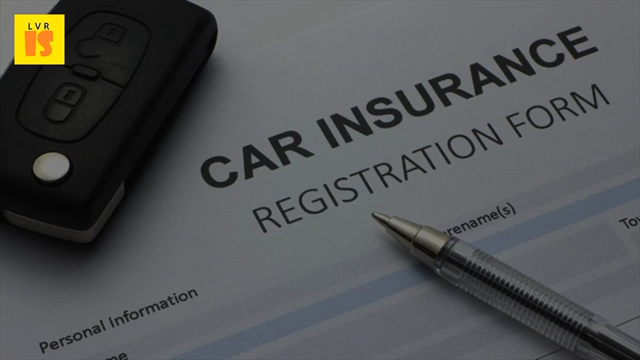 LVR
IS
CAR INSURANCE
REGISTRATION FORM
Personal Information